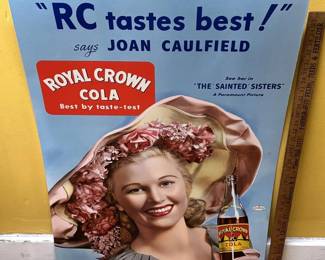 "RC tastes best!"
says JOAN CAULFIELD
ROYAL CROWN
COLA
Best by taste-test
See her in
"THE SAINTED SISTERS"
A Paramount Picture
ROYAL CROWN
COLA